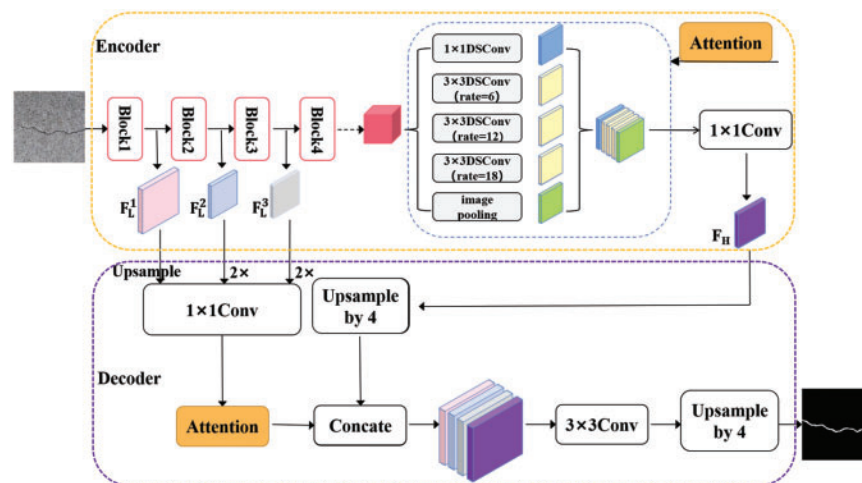 Encoder
Attention
Block1
Block2
Block3
Block4
1×1DSConv
3×3DSConv
(rate=6)
3×3DSConv
(rate=12)
3×3DSConv
(rate=18)
image
pooling
1×1Conv
F_L^1
F_L^2
F_L^3
F_H
Upsample
2×
2×
1×1Conv
Upsample
by 4
Decoder
Attention
Concate
3×3Conv
Upsample
by 4